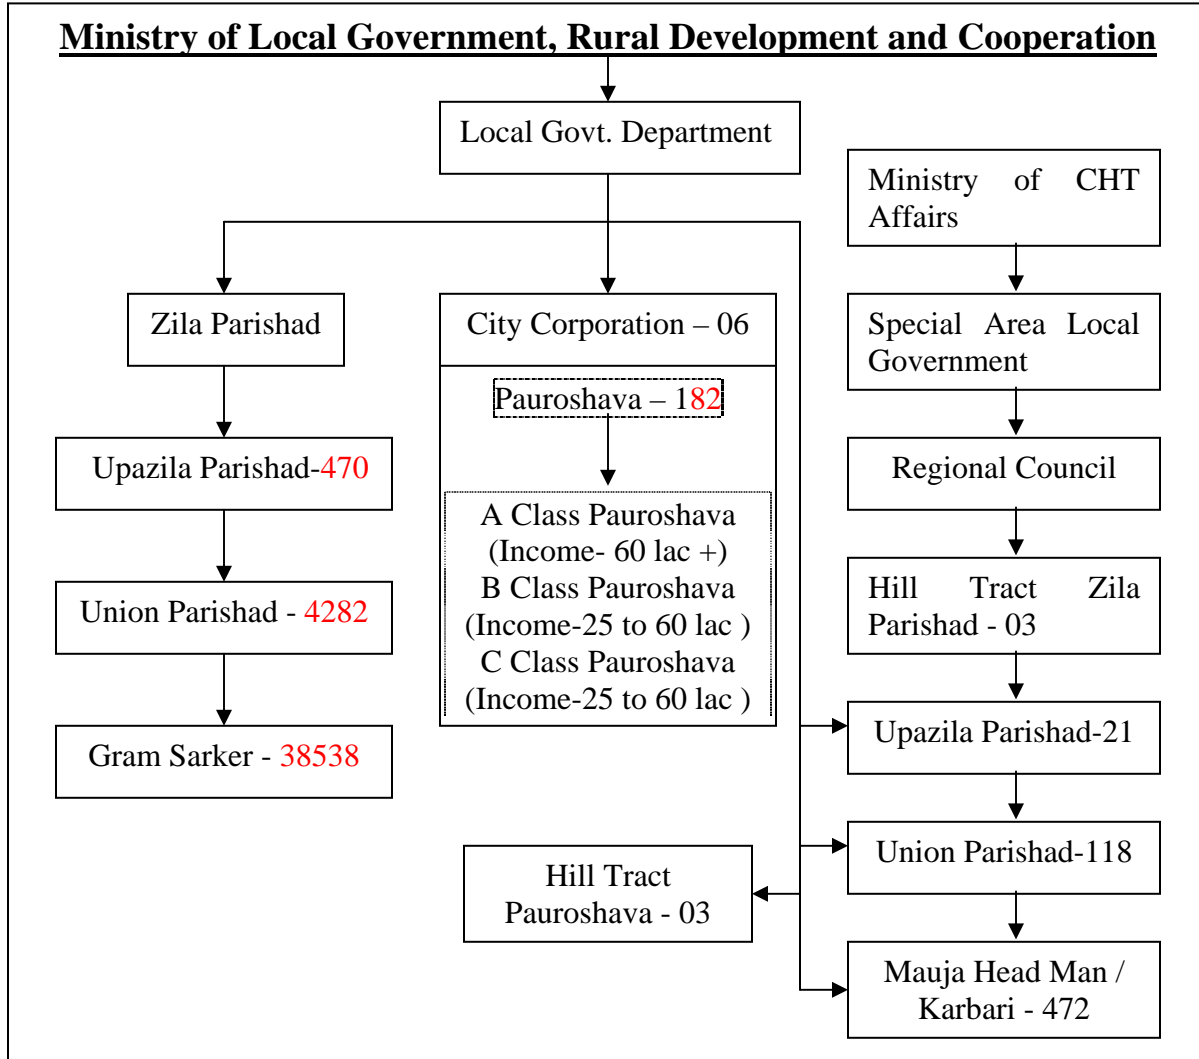 Ministry of Local Government, Rural Development and Cooperation
Local Govt. Department
Zila Parishad
Upazila Parishad-470
Union Parishad - 4282
Gram Sarker - 38538
City Corporation – 06
Pauroshava – 182
A Class Pauroshava
(Income- 60 lac +)
B Class Pauroshava
(Income-25 to 60 lac )
C Class Pauroshava
(Income-25 to 60 lac )
Hill Tract
Pauroshava - 03
Ministry of CHT
Affairs
Special Area Local
Government
Regional Council
Hill Tract Zila
Parishad - 03
Upazila Parishad-21
Union Parishad-118
Mauja Head Man /
Karbari - 472